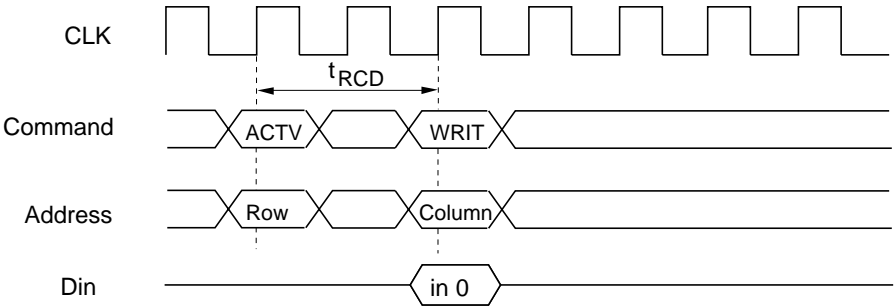 CLK
tRCD
Command
ACTV
WRIT
Address
Row
Column
Din
in 0